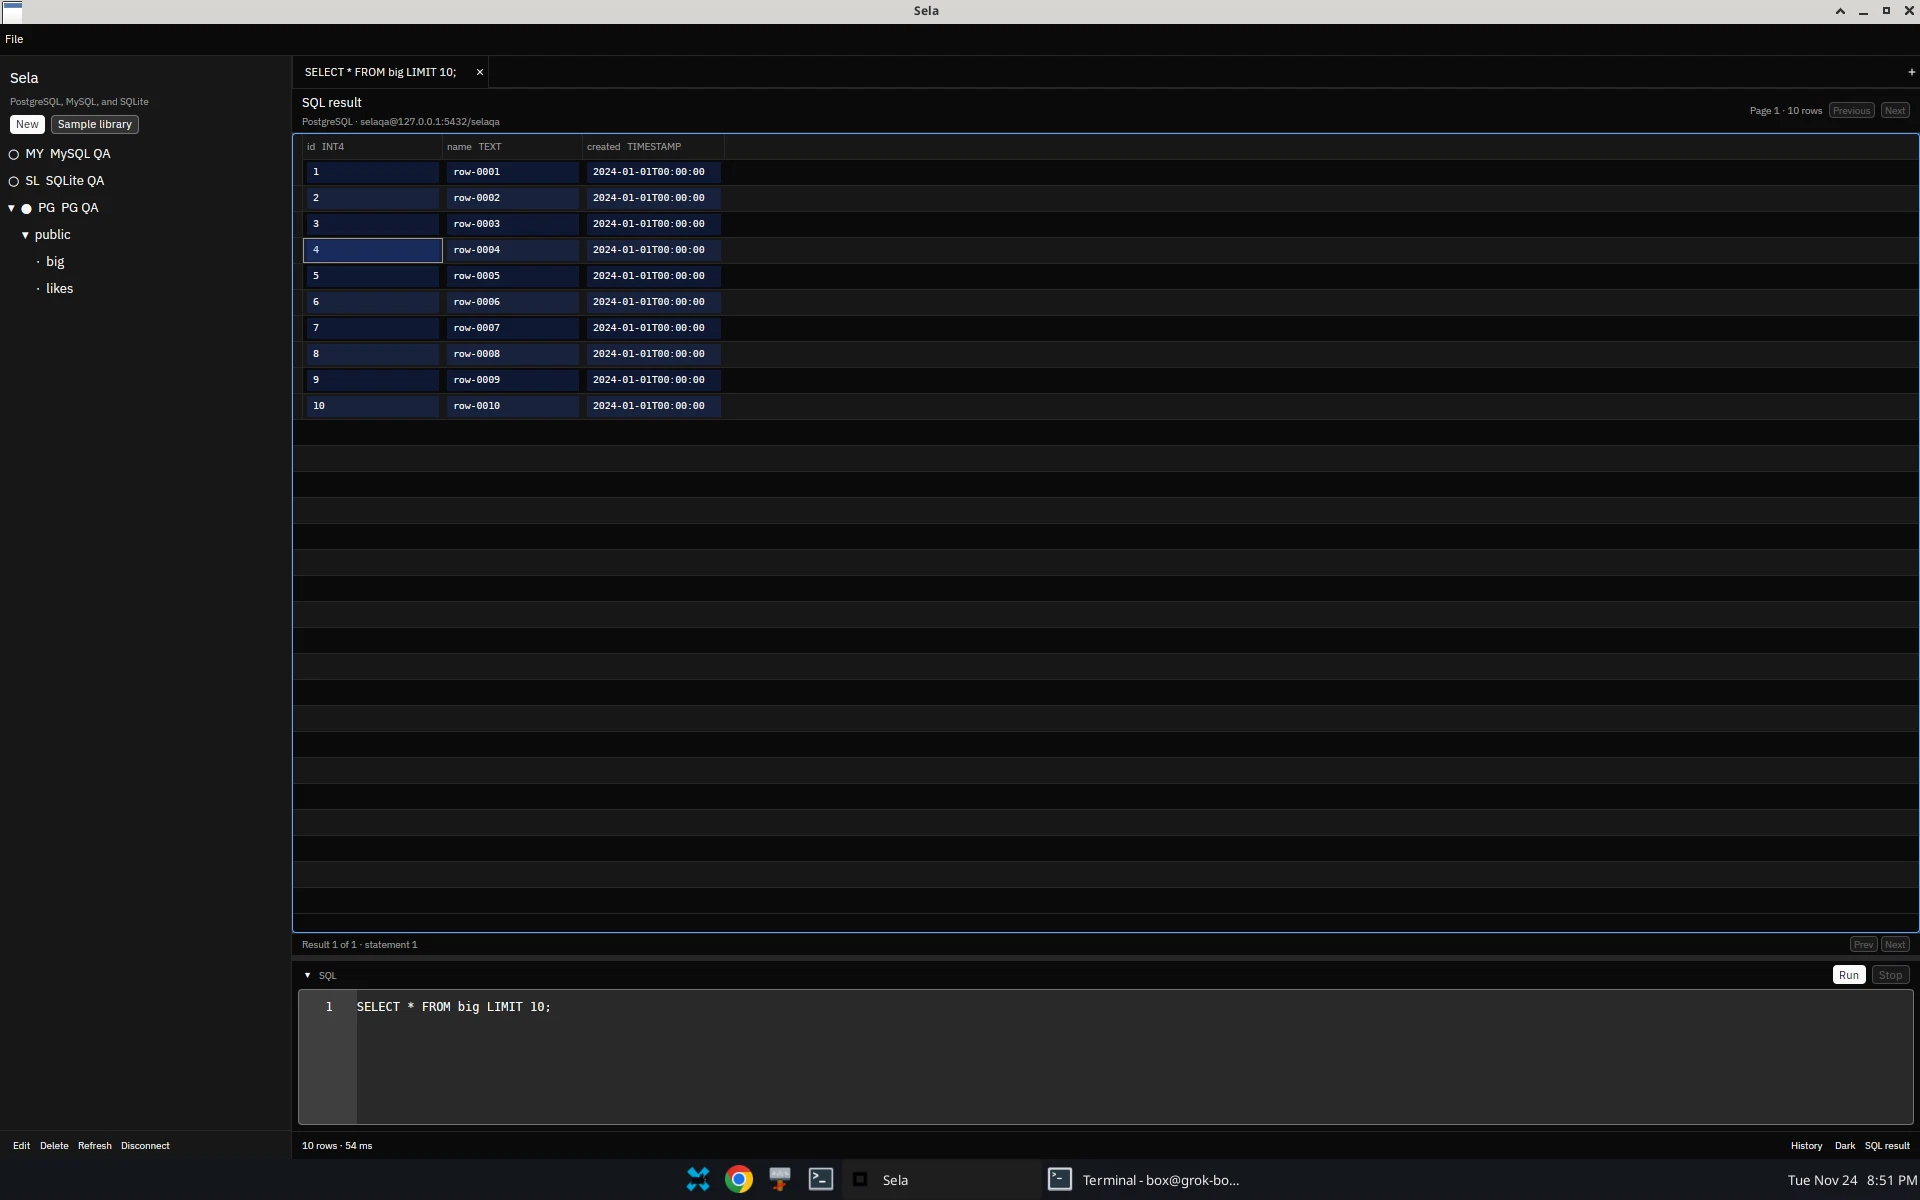 Sela
File
Sela
PostgreSQL, MySQL, and SQLite
New Sample library
MY MySQL QA
SL SQLite QA
PG PG QA
public
· big
· likes
SELECT * FROM big LIMIT 10;
SQL result
PostgreSQL · selaqa@127.0.0.1:5432/selaqa
Page 1 · 10 rows Previous Next
id INT4 name TEXT created TIMESTAMP
1 row-0001 2024-01-01T00:00:00
2 row-0002 2024-01-01T00:00:00
3 row-0003 2024-01-01T00:00:00
4 row-0004 2024-01-01T00:00:00
5 row-0005 2024-01-01T00:00:00
6 row-0006 2024-01-01T00:00:00
7 row-0007 2024-01-01T00:00:00
8 row-0008 2024-01-01T00:00:00
9 row-0009 2024-01-01T00:00:00
10 row-0010 2024-01-01T00:00:00
Result 1 of 1 · statement 1 Prev Next
SQL Run Stop
1 SELECT * FROM big LIMIT 10;
Edit Delete Refresh Disconnect
10 rows · 54 ms History Dark SQL result
Sela Terminal - box@grok-bo... Tue Nov 24 8:51 PM